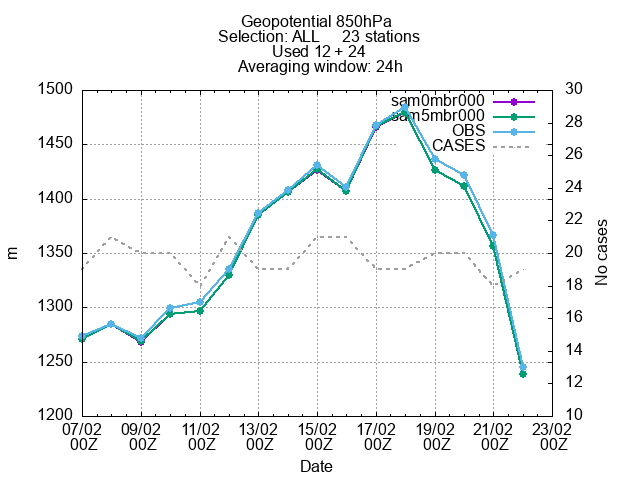 Geopotential 850hPa
Selection: ALL 23 stations
Used 12 + 24
Averaging window: 24h
sam0mbr000
sam5mbr000
OBS
CASES
1500
1450
1400
1350
1300
1250
1200
m
30
28
26
24
22
20
18
16
14
12
10
No cases
07/02 09/02 11/02 13/02 15/02 17/02 19/02 21/02 23/02
00Z 00Z 00Z 00Z 00Z 00Z 00Z 00Z 00Z
Date